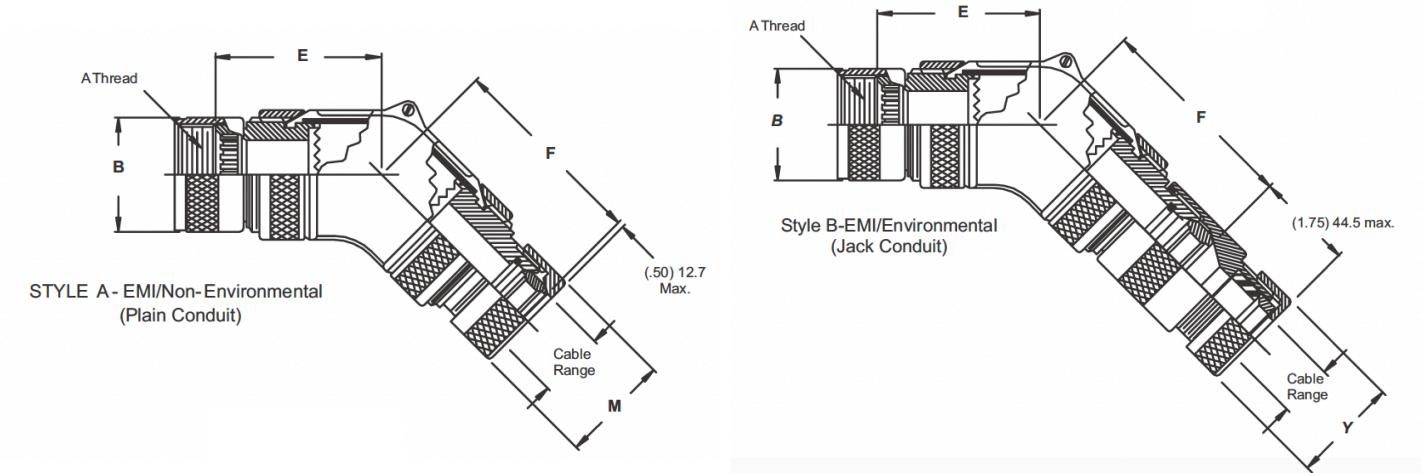 E
A Thread
B
F
(.50) 12.7
Max.
STYLE A - EMI/Non-Environmental
(Plain Conduit)
Cable
Range
M
E
A Thread
B
F
(1.75) 44.5 max.
Style B-EMI/Environmental
(Jack Conduit)
Cable
Range
Y